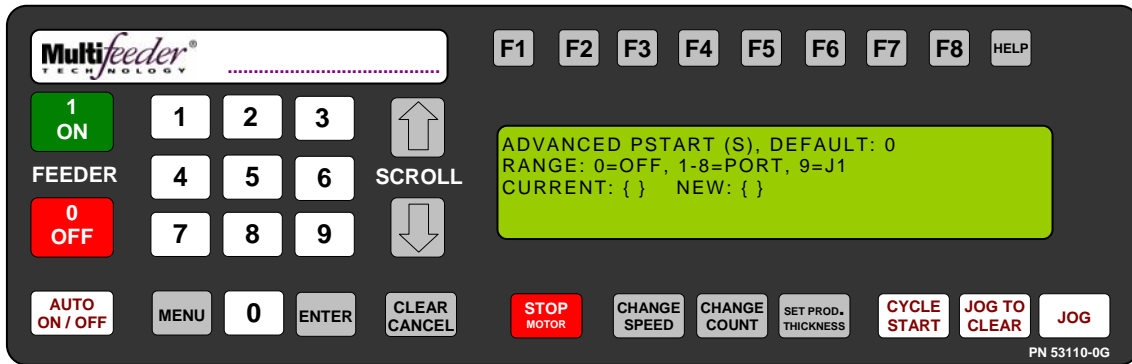 Multifeeder®
TECHNOLOGY
F1 F2 F3 F4 F5 F6 F7 F8 HELP
1
ON
FEEDER
0
OFF
1 2 3
4 5 6
7 8 9
SCROLL
ADVANCED PSTART (S), DEFAULT: 0
RANGE: 0=OFF, 1-8=PORT, 9=J1
CURRENT: { } NEW: { }
AUTO
ON / OFF
MENU
0
ENTER
CLEAR
CANCEL
STOP
MOTOR
CHANGE
SPEED
CHANGE
COUNT
SET PROD.
THICKNESS
CYCLE
START
JOG TO
CLEAR
JOG
PN 53110-0G